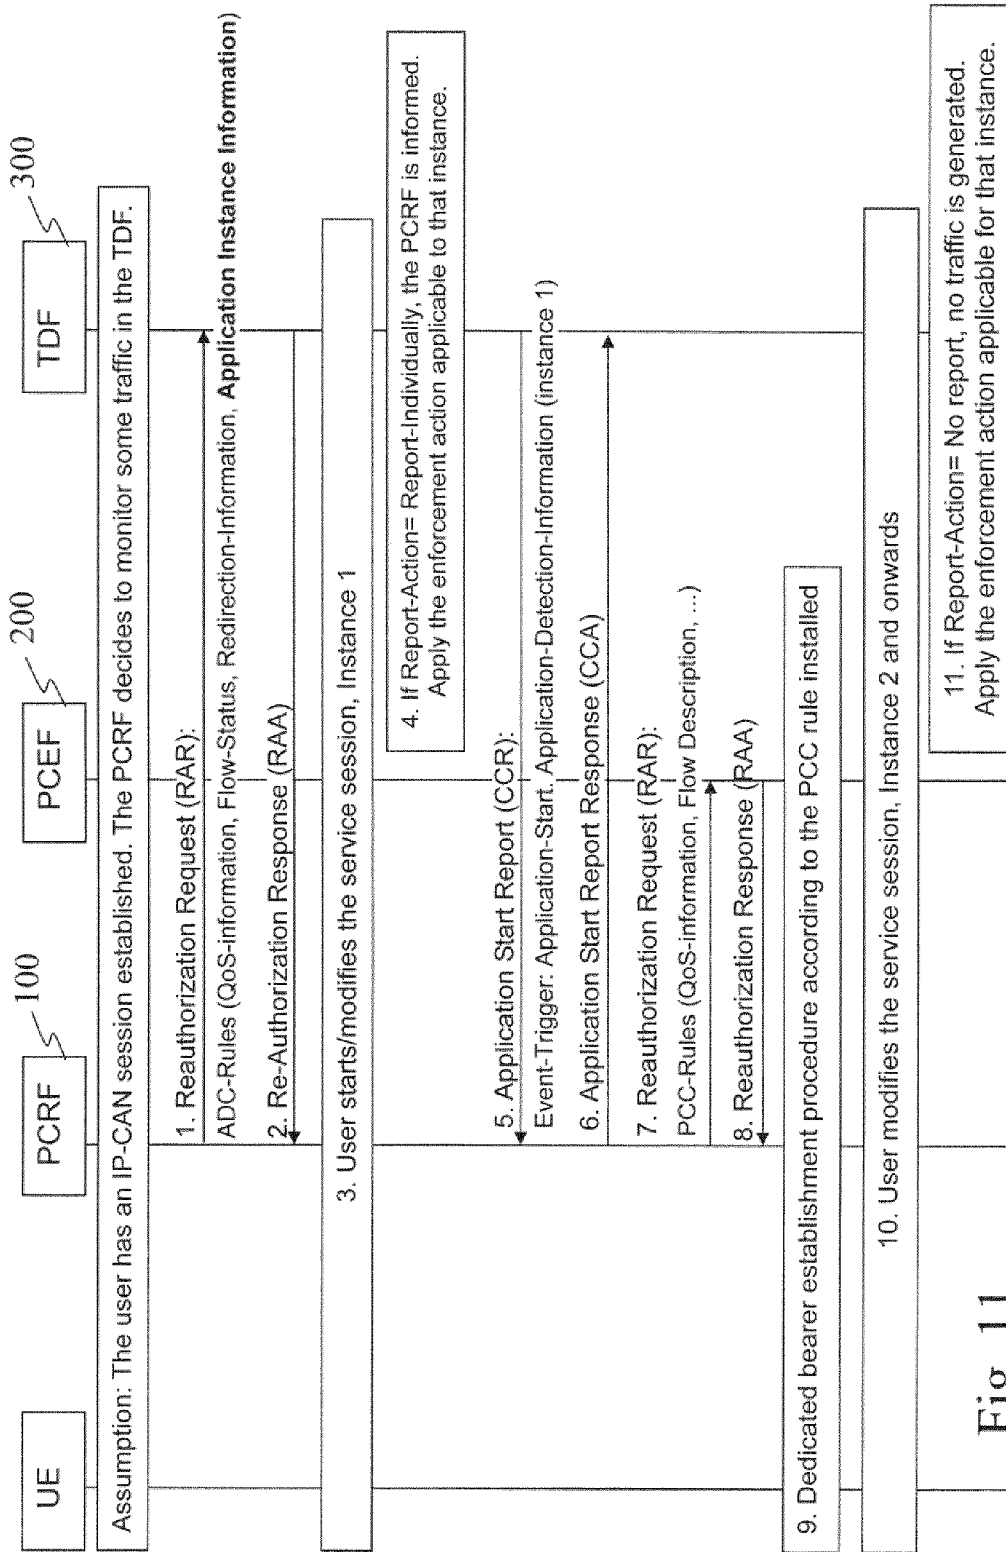 UE
PCRF
100
PCEF
200
TDF
300
Assumption: The user has an IP-CAN session established. The PCRF decides to monitor some traffic in the TDF.
1. Reauthorization Request (RAR):
ADC-Rules (QoS-information, Flow-Status, Redirection-Information, Application Instance Information)
2. Re-Authorization Response (RAA)
3. User starts/modifies the service session, Instance 1
4. If Report-Action= Report-Individually, the PCRF is informed.
Apply the enforcement action applicable to that instance.
5. Application Start Report (CCR):
Event-Trigger: Application-Start, Application-Detection-Information (instance 1)
6. Application Start Report Response (CCA)
7. Reauthorization Request (RAR):
PCC-Rules (QoS-information, Flow Description, ...)
8. Reauthorization Response (RAA)
9. Dedicated bearer establishment procedure according to the PCC rule installed
10. User modifies the service session, Instance 2 and onwards
11. If Report-Action= No report, no traffic is generated.
Apply the enforcement action applicable for that instance.
Fig. 11